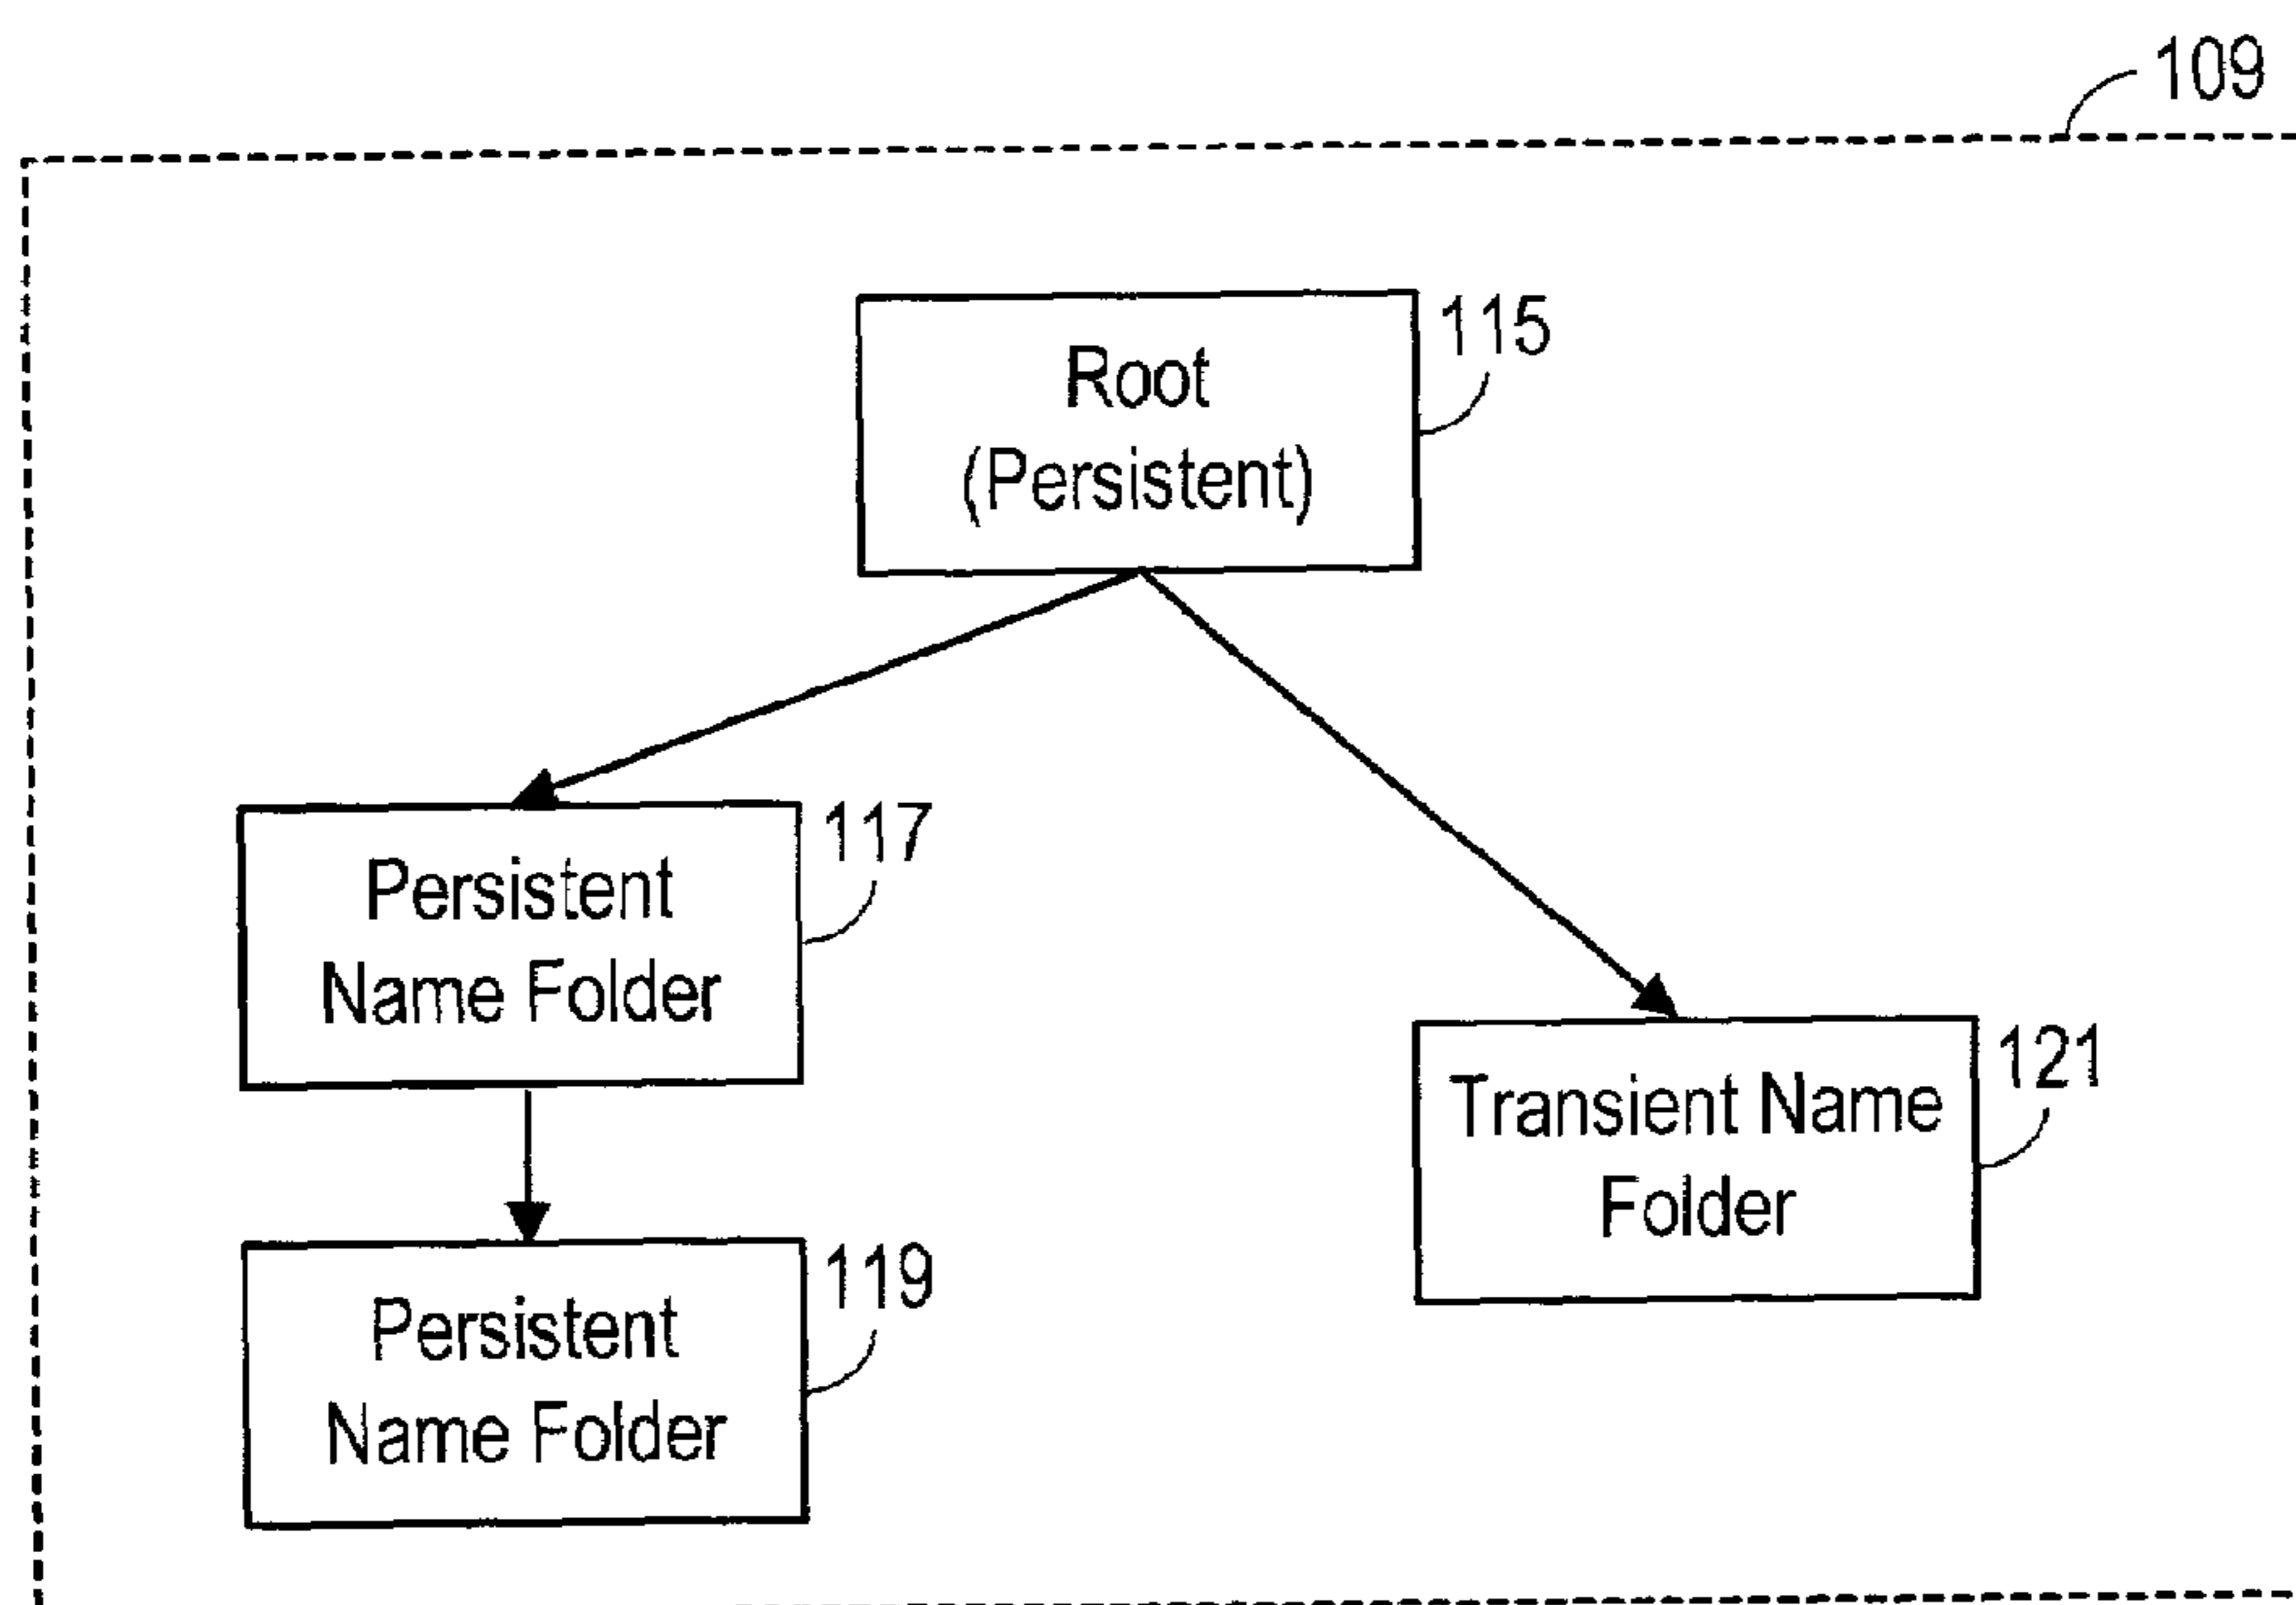 109
Root
(Persistent)
115
Persistent
Name Folder
117
Transient Name
Folder
121
Persistent
Name Folder
119